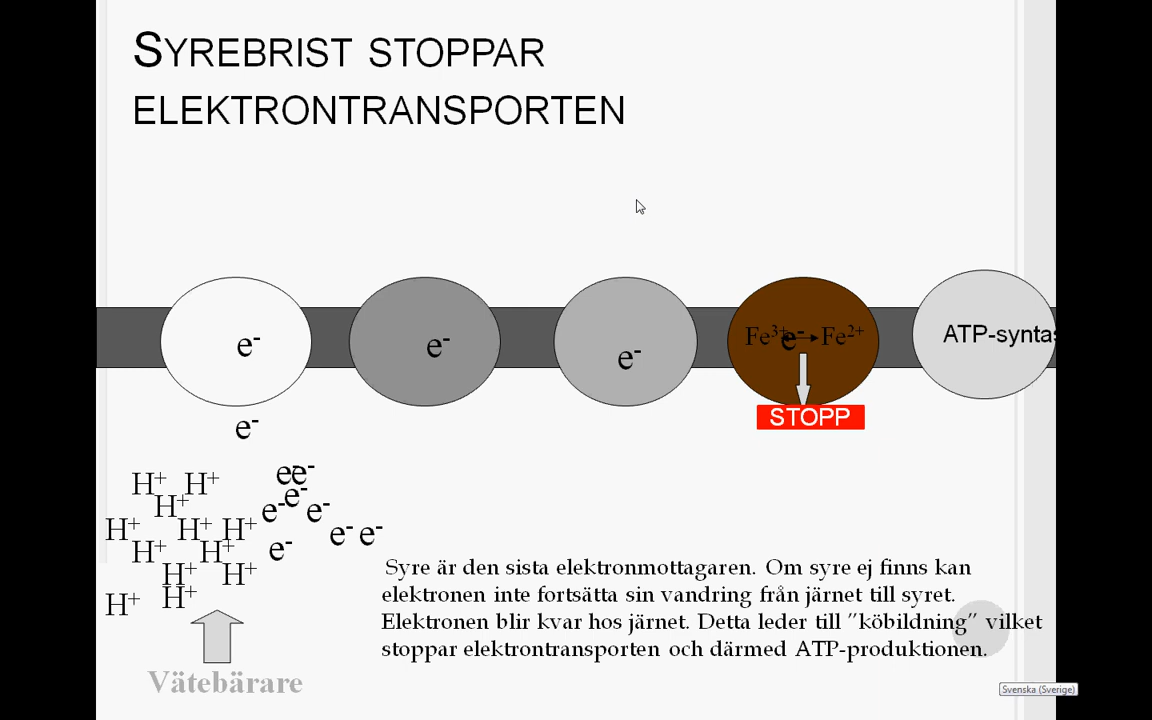 SYREBRIST STOPPAR
ELEKTRONTRANSPORTEN
e-
e-
e-
Fe3+ e- → Fe2+
ATP-syntas
STOPP
e-
e e-
H+ H+
e-
H+
e- e-
H+ H+ H+
e- e-
H+ H+
e-
H+ H+
H+ H+
Syre är den sista elektronmottagaren. Om syre ej finns kan
elektronen inte fortsätta sin vandring från järnet till syret.
Elektronen blir kvar hos järnet. Detta leder till ”köbildning” vilket
stoppar elektrontransporten och därmed ATP-produktionen.
Vätebärare
Svenska (Sverige)